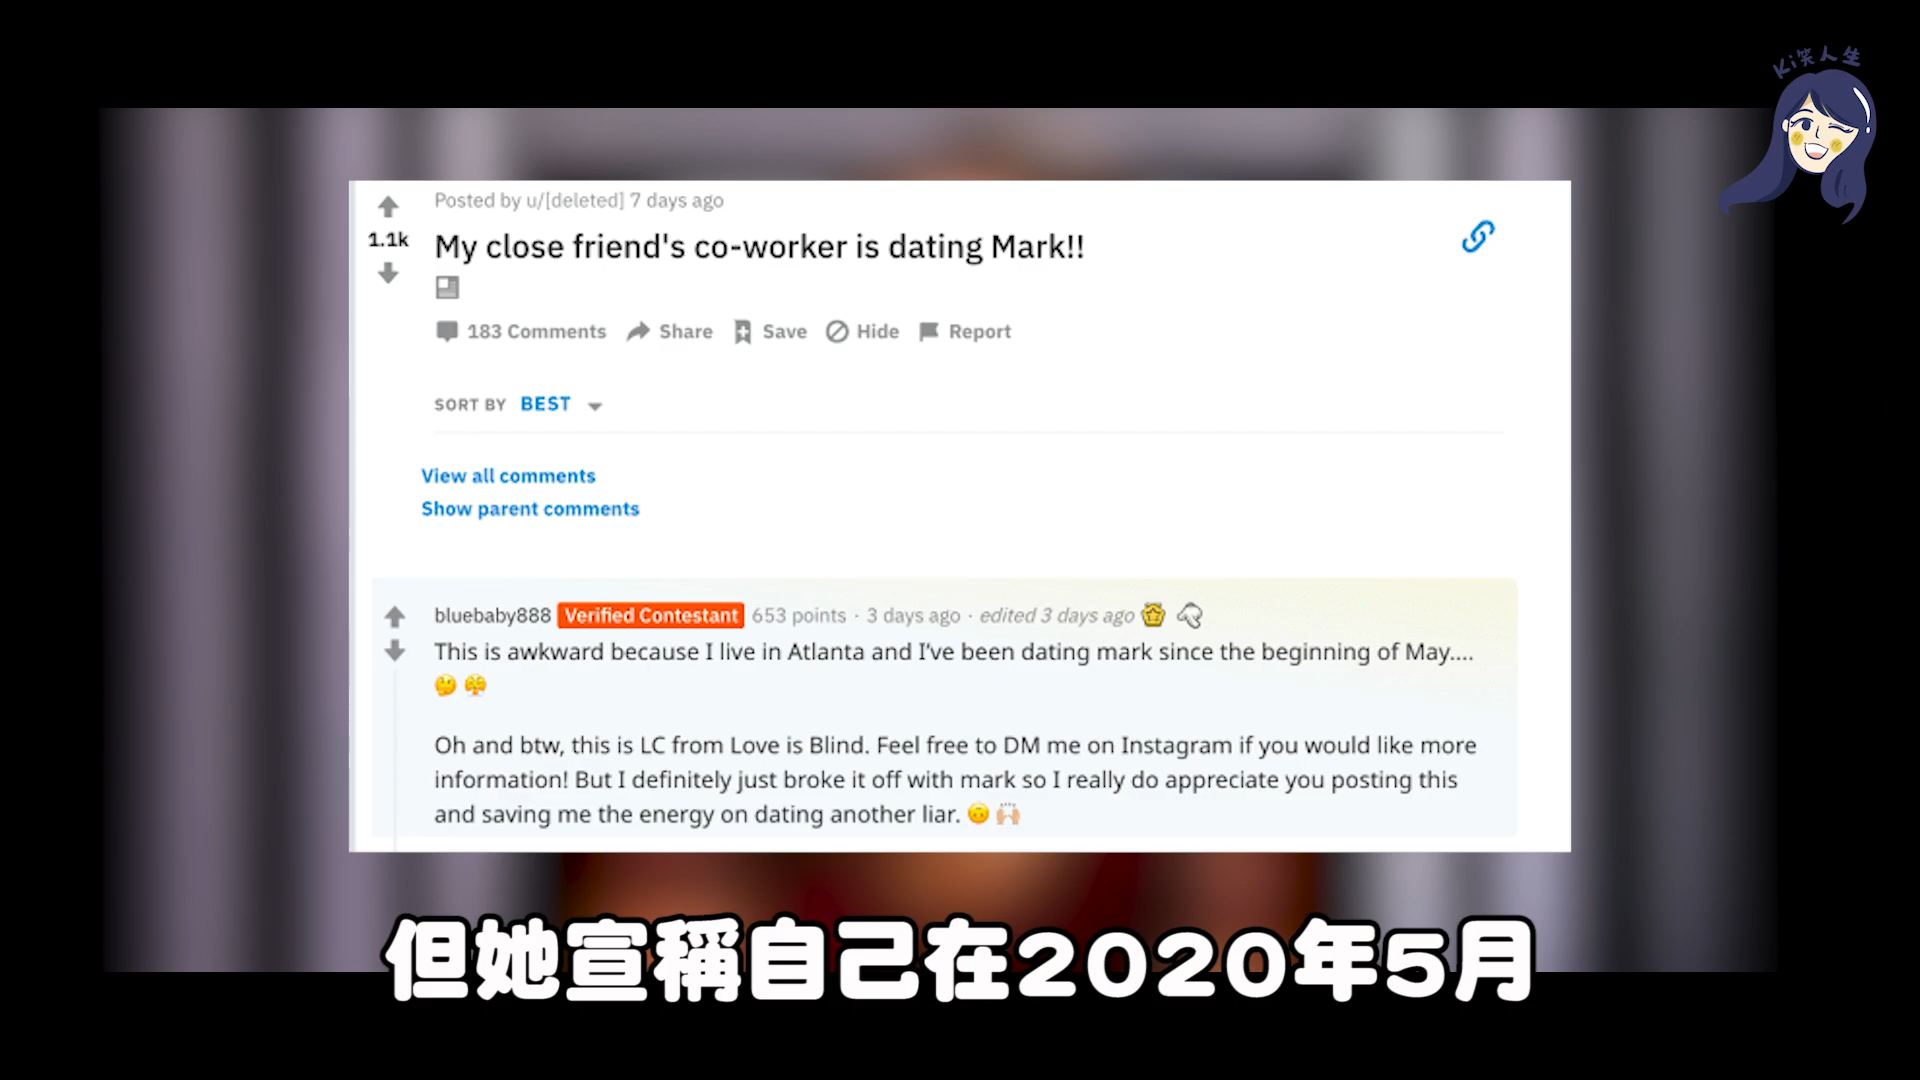 Ki笑人生
Posted by u/[deleted] 7 days ago
1.1k
My close friend's co-worker is dating Mark!!
183 Comments Share Save Hide Report
SORT BY BEST
View all comments
Show parent comments
bluebaby888 Verified Contestant 653 points · 3 days ago · edited 3 days ago
This is awkward because I live in Atlanta and I've been dating mark since the beginning of May....
🤔 😤
Oh and btw, this is LC from Love is Blind. Feel free to DM me on Instagram if you would like more
information! But I definitely just broke it off with mark so I really do appreciate you posting this
and saving me the energy on dating another liar. 🙃 🙌🏼
但她宣稱自己在2020年5月